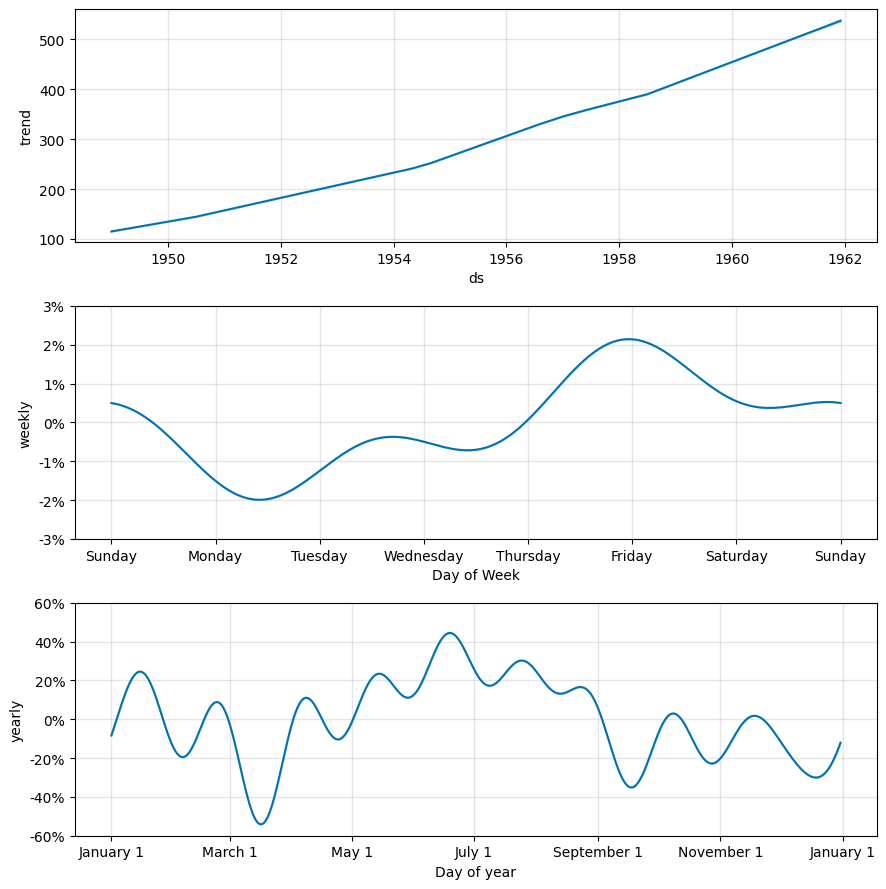 500
400
300
200
100
trend
1950 1952 1954 1956 1958 1960 1962
ds
3%
2%
1%
0%
-1%
-2%
-3%
weekly
Sunday Monday Tuesday Wednesday Thursday Friday Saturday Sunday
Day of Week
60%
40%
20%
0%
-20%
-40%
-60%
yearly
January 1 March 1 May 1 July 1 September 1 November 1 January 1
Day of year